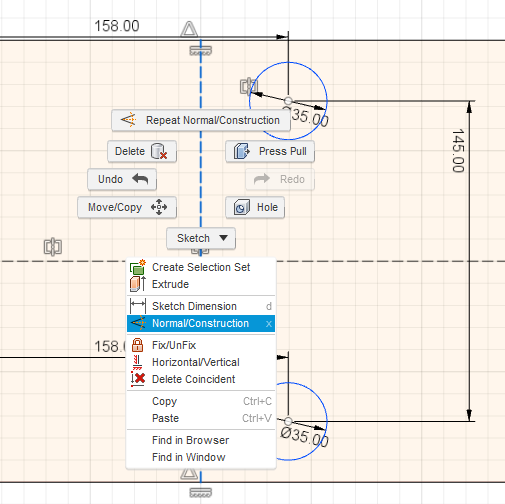 158.00
Ø35.00
Repeat Normal/Construction
Delete
Press Pull
Undo
Redo
Move/Copy
Hole
145.00
Sketch
Create Selection Set
Extrude
Sketch Dimension d
Normal/Construction x
158.0
Fix/UnFix
Horizontal/Vertical
Delete Coincident
Copy Ctrl+C
Paste Ctrl+V
Ø35.00
Find in Browser
Find in Window